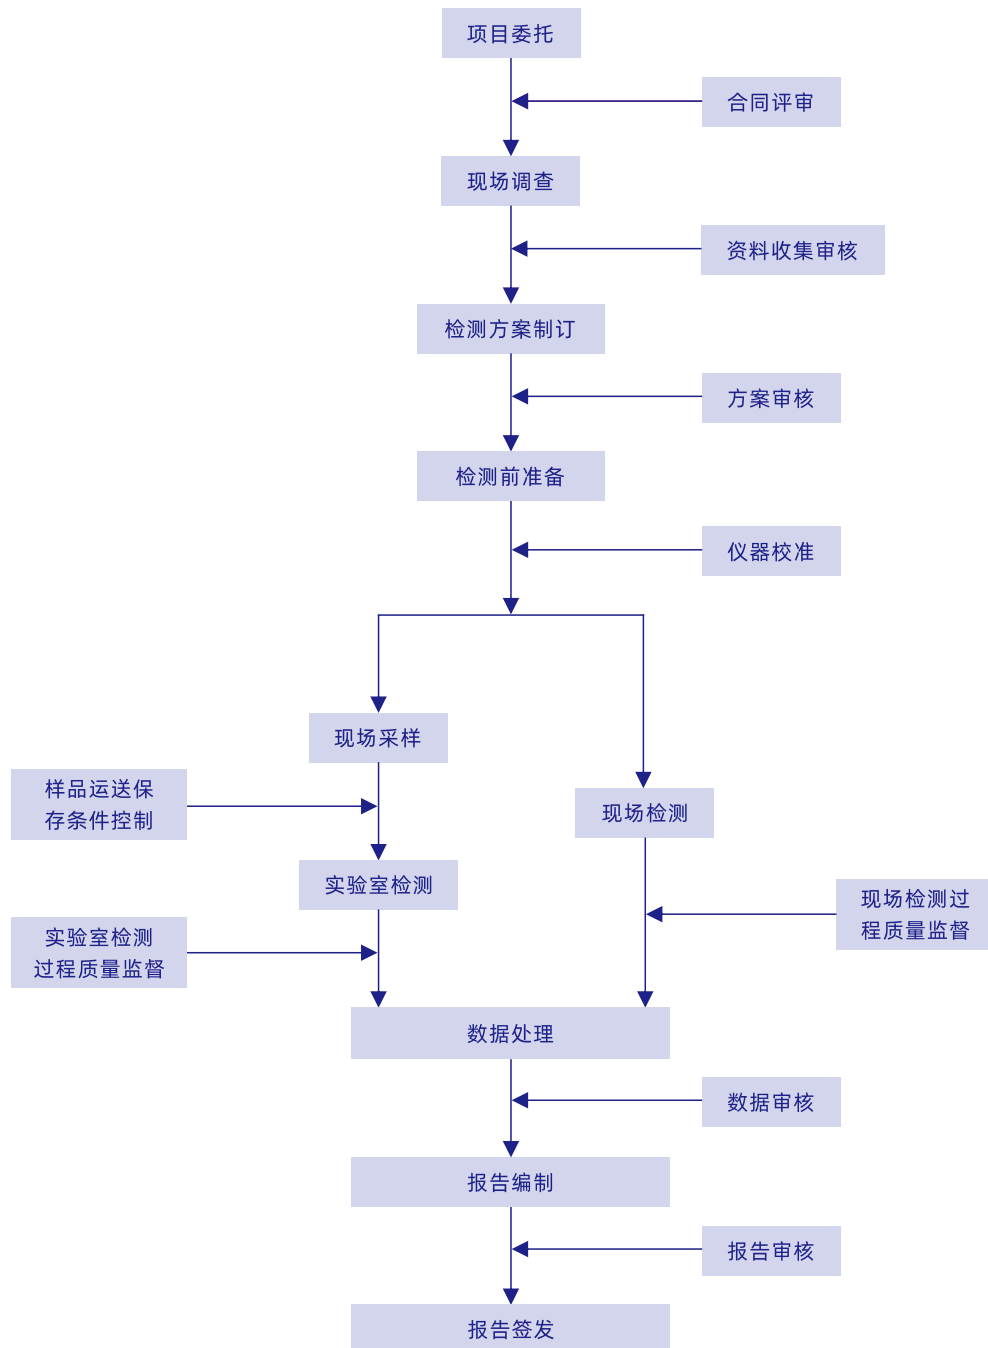 项目委托
合同评审
现场调查
资料收集审核
检测方案制订
方案审核
检测前准备
仪器校准
现场采样
样品运送保
存条件控制
现场检测
实验室检测
现场检测过
程质量监督
实验室检测
过程质量监督
数据处理
数据审核
报告编制
报告审核
报告签发